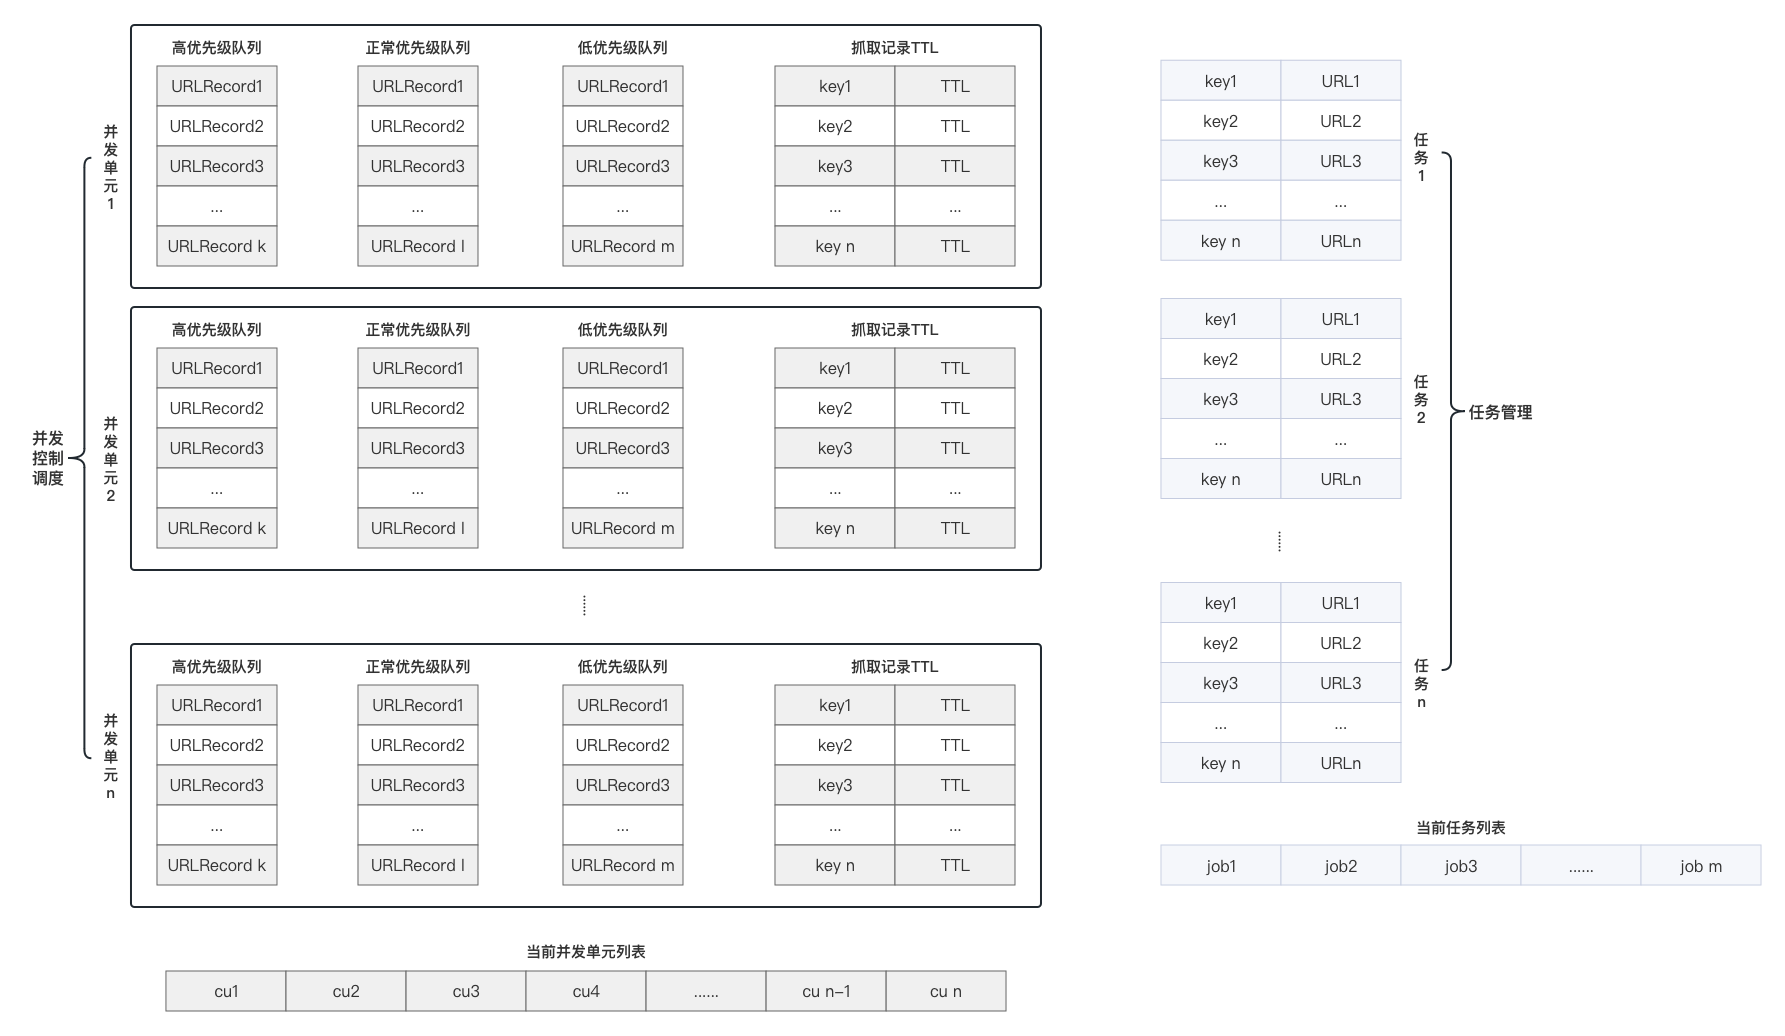 并发
控制
调度
并发单元1
高优先级队列 正常优先级队列 低优先级队列 抓取记录TTL
URLRecord1 URLRecord1 URLRecord1 key1 TTL
URLRecord2 URLRecord2 URLRecord2 key2 TTL
URLRecord3 URLRecord3 URLRecord3 key3 TTL
... ... ... ... ...
URLRecord k URLRecord l URLRecord m key n TTL
并发单元2
高优先级队列 正常优先级队列 低优先级队列 抓取记录TTL
URLRecord1 URLRecord1 URLRecord1 key1 TTL
URLRecord2 URLRecord2 URLRecord2 key2 TTL
URLRecord3 URLRecord3 URLRecord3 key3 TTL
... ... ... ... ...
URLRecord k URLRecord l URLRecord m key n TTL
并发单元n
高优先级队列 正常优先级队列 低优先级队列 抓取记录TTL
URLRecord1 URLRecord1 URLRecord1 key1 TTL
URLRecord2 URLRecord2 URLRecord2 key2 TTL
URLRecord3 URLRecord3 URLRecord3 key3 TTL
... ... ... ... ...
URLRecord k URLRecord l URLRecord m key n TTL
当前并发单元列表
cu1 cu2 cu3 cu4 ...... cu n-1 cu n
key1 URL1
key2 URL2
key3 URL3
... ...
key n URLn
任务1
key1 URL1
key2 URL2
key3 URL3
... ...
key n URLn
任务2
任务管理
key1 URL1
key2 URL2
key3 URL3
... ...
key n URLn
任务n
当前任务列表
job1 job2 job3 ...... job m